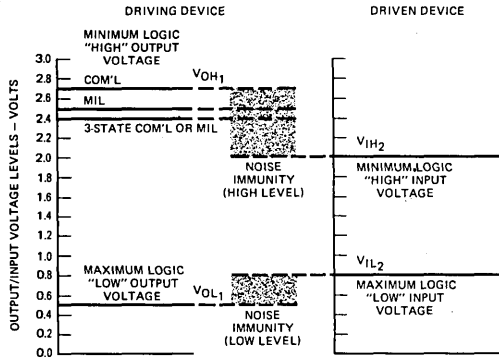 DRIVING DEVICE
DRIVEN DEVICE
MINIMUM LOGIC
"HIGH" OUTPUT
VOLTAGE
COM'L
VOH1
MIL
3-STATE COM'L OR MIL
OUTPUT/INPUT VOLTAGE LEVELS – VOLTS
3.0
2.8
2.6
2.4
2.2
2.0
1.8
1.6
1.4
1.2
1.0
0.8
0.6
0.4
0.2
0.0
NOISE
IMMUNITY
(HIGH LEVEL)
VIH2
MINIMUM LOGIC
"HIGH" INPUT
VOLTAGE
MAXIMUM LOGIC
"LOW" OUTPUT
VOLTAGE
VOL1
NOISE
IMMUNITY
(LOW LEVEL)
VIL2
MAXIMUM LOGIC
"LOW" INPUT
VOLTAGE